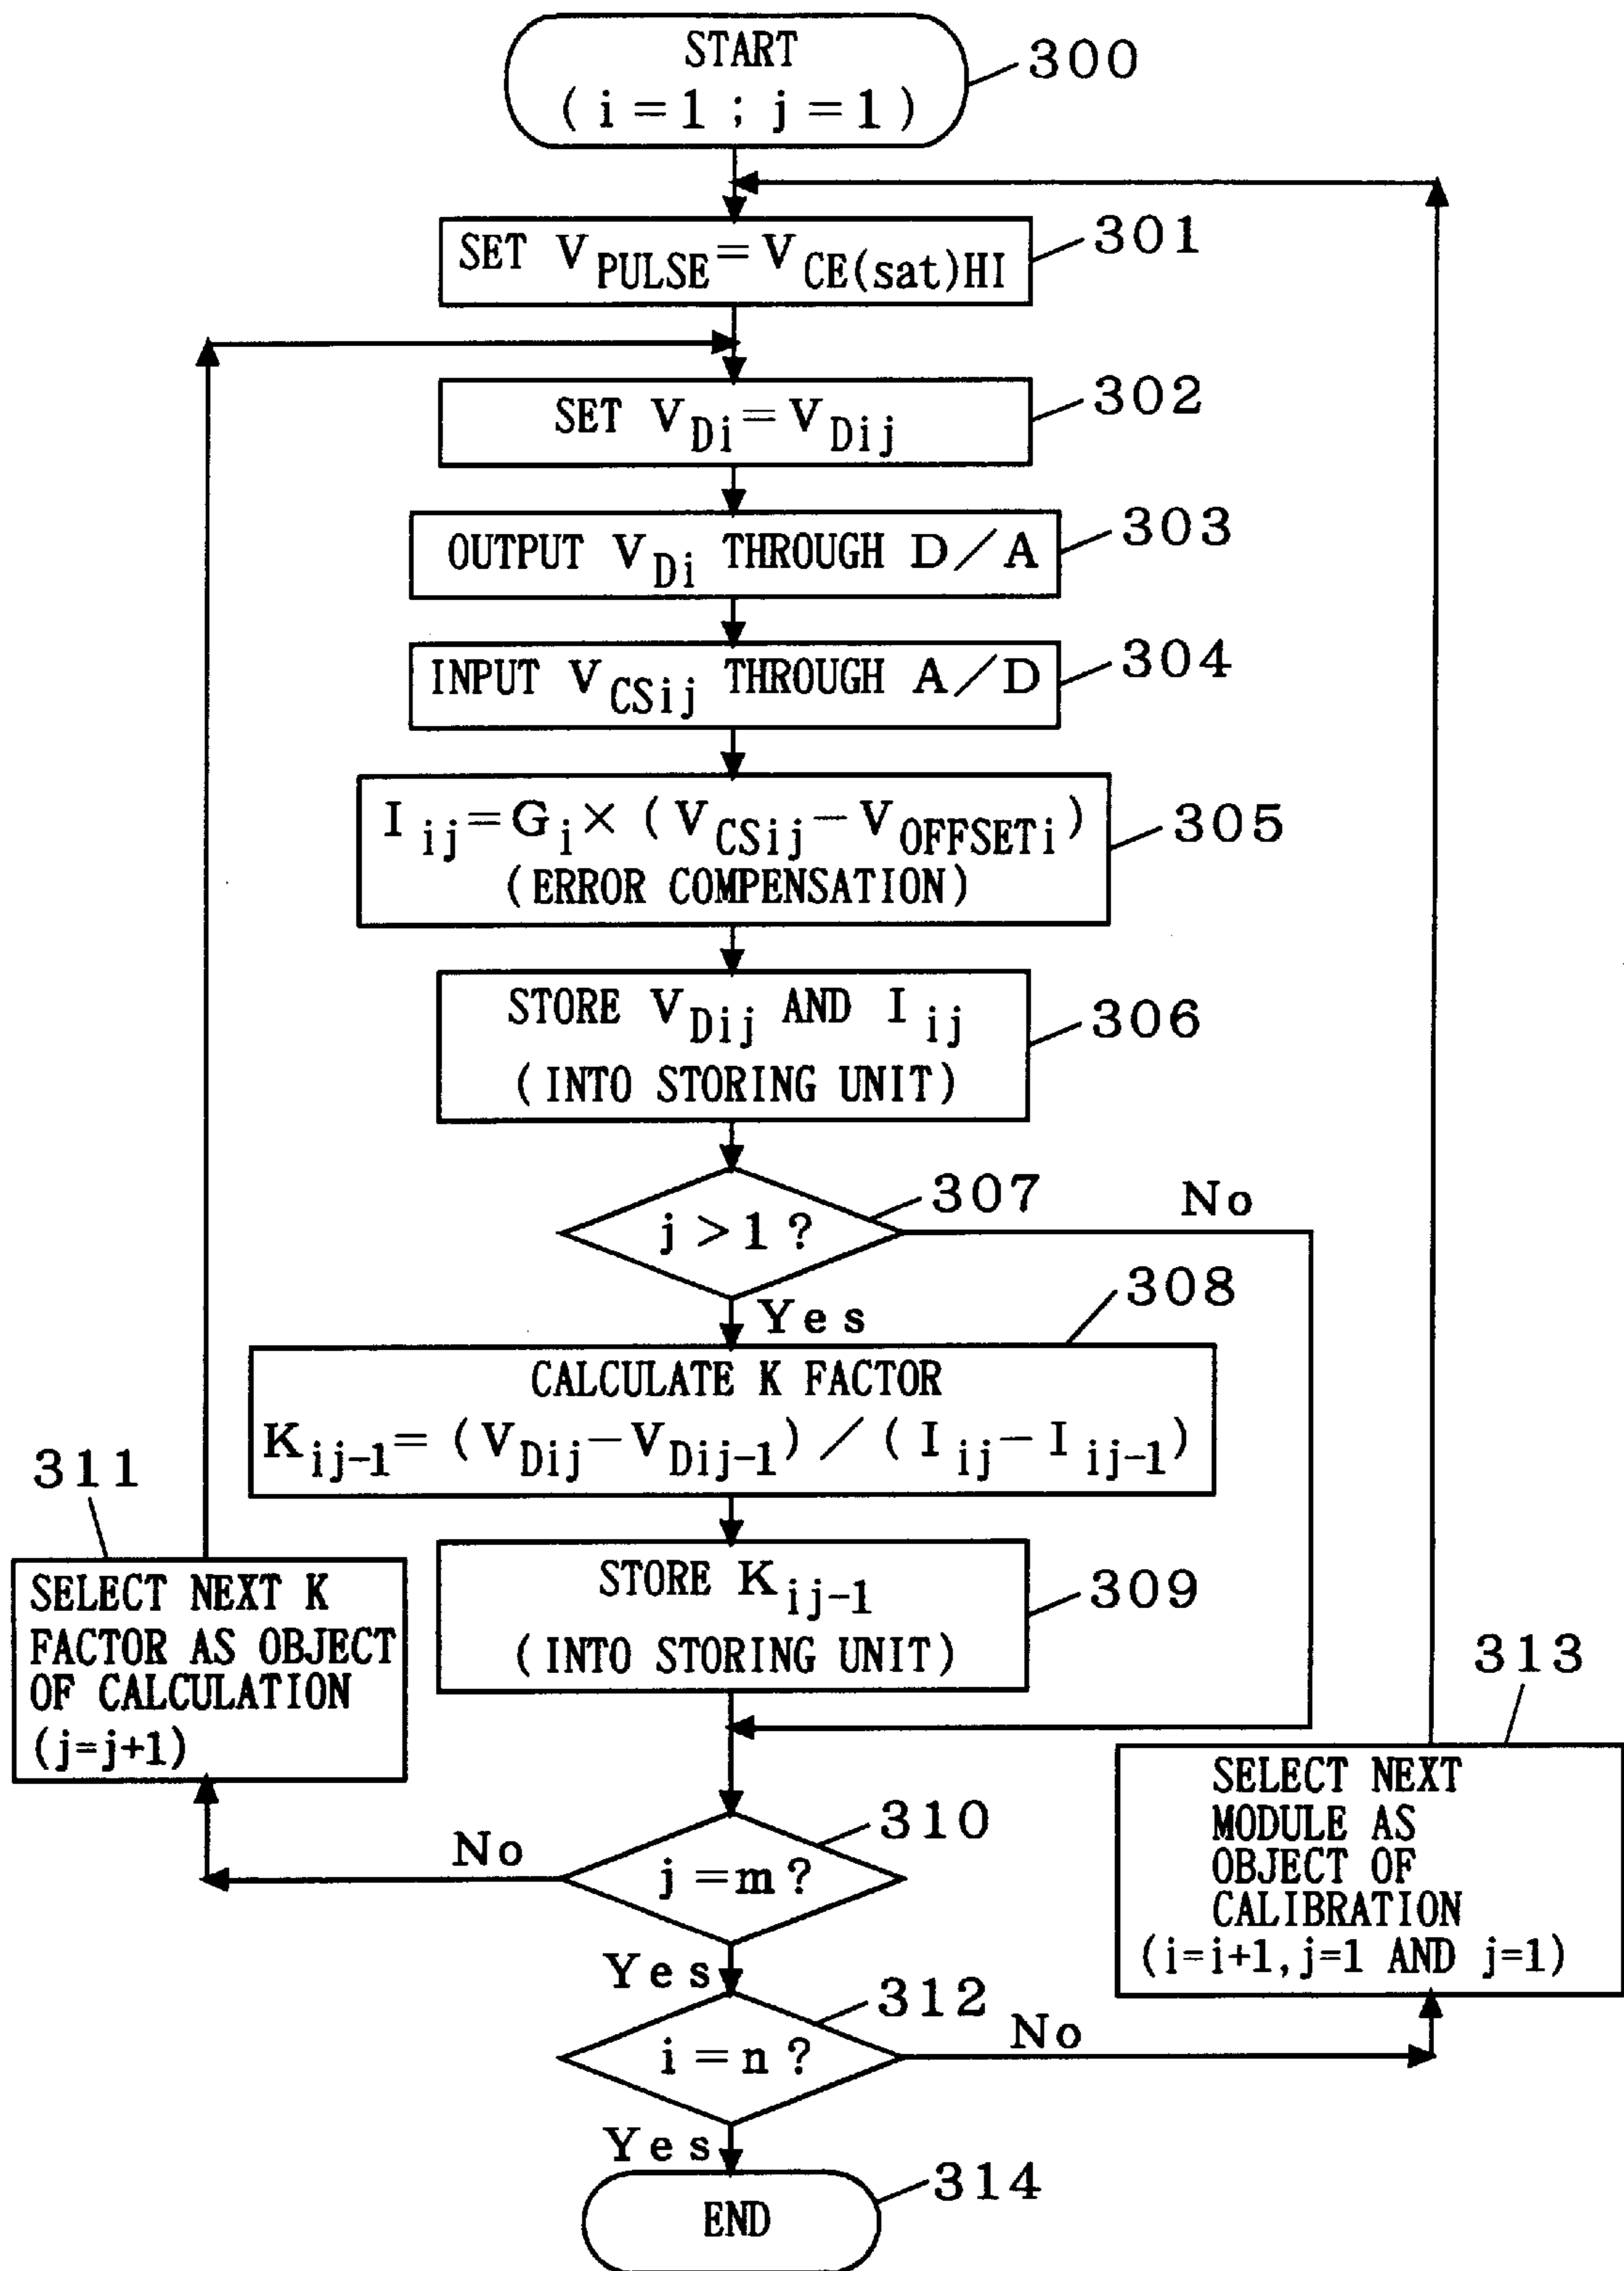 START
( i = 1 ; j = 1 )
300
SET V PULSE = V CE(sat)HI
301
SET V Di = V Dij
302
OUTPUT V Di THROUGH D/A
303
INPUT V CSij THROUGH A/D
304
I ij = G i × ( V CSij − V OFFSETi )
(ERROR COMPENSATION)
305
STORE V Dij AND I ij
(INTO STORING UNIT)
306
j > 1 ?
307
No
Yes
308
CALCULATE K FACTOR
K ij-1 = ( V Dij − V Dij-1 ) / ( I ij − I ij-1 )
311
SELECT NEXT K
FACTOR AS OBJECT
OF CALCULATION
(j=j+1)
STORE K ij-1
(INTO STORING UNIT)
309
313
SELECT NEXT
MODULE AS
OBJECT OF
CALIBRATION
(i=i+1, j=1 AND j=1)
310
j = m ?
No
Yes
312
i = n ?
No
Yes
END
314